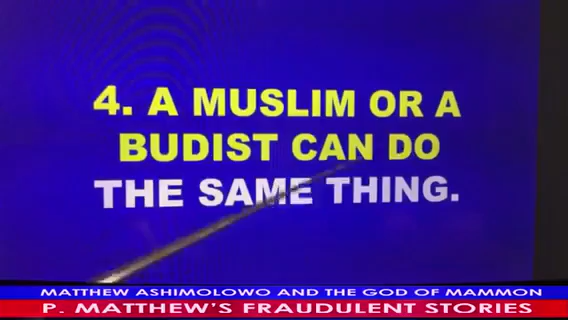 4. A MUSLIM OR A
BUDIST CAN DO
THE SAME THING.
MATTHEW ASHIMOLOWO AND THE GOD OF MAMMON
P. MATTHEW'S FRAUDULENT STORIES